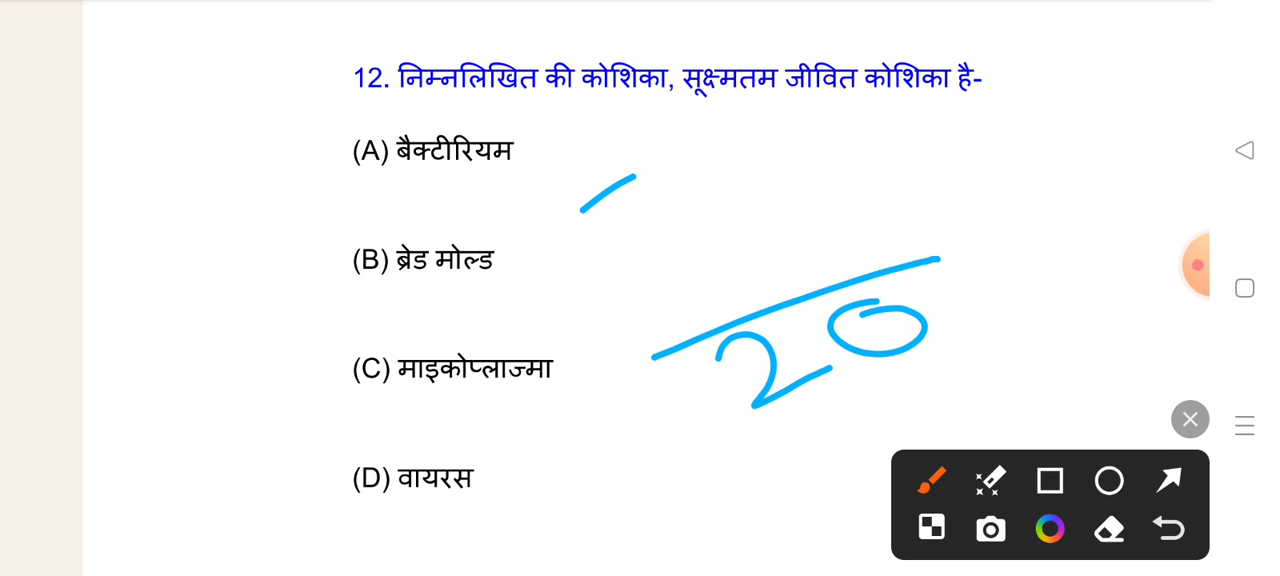 12. निम्नलिखित की कोशिका, सूक्ष्मतम जीवित कोशिका है-
(A) बैक्टीरियम
(B) ब्रेड मोल्ड
20
(C) माइकोप्लाज्मा
(D) वायरस